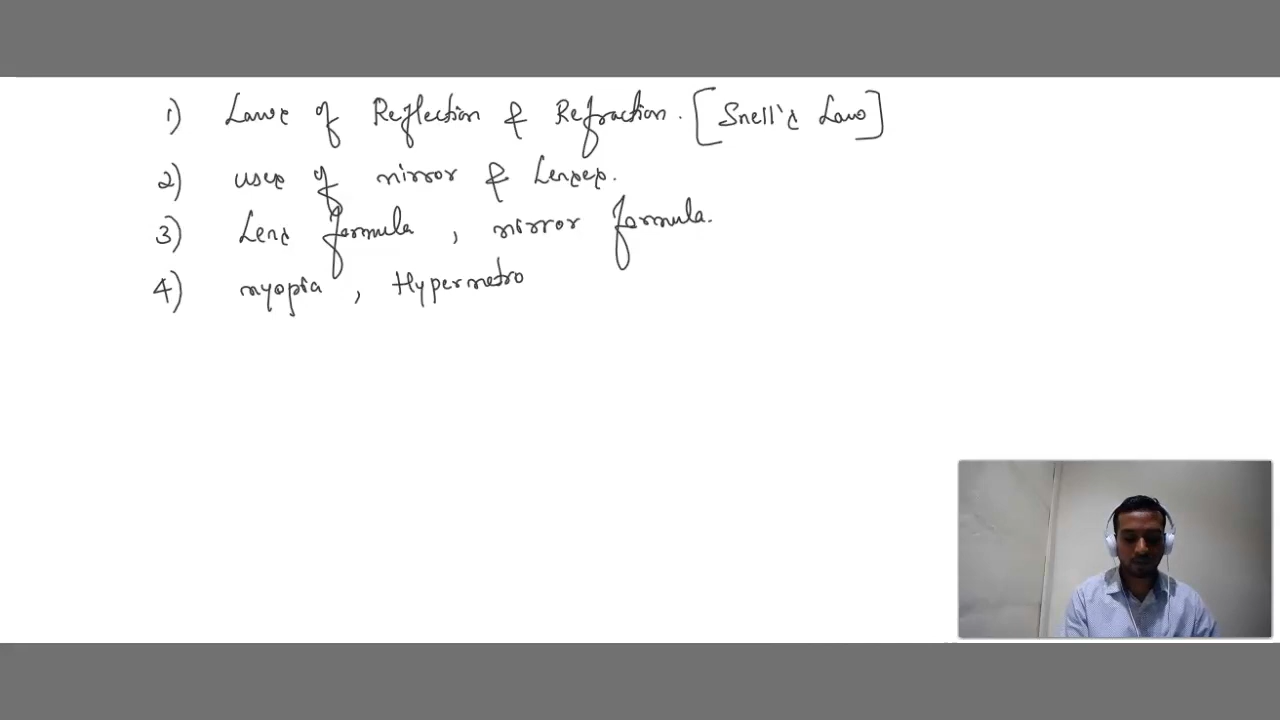 1) Laws of Reflection & Refraction. [Snell's Law]
2) uses of mirror & Lenses.
3) Lens formula, mirror formula.
4) myopia, Hypermetro